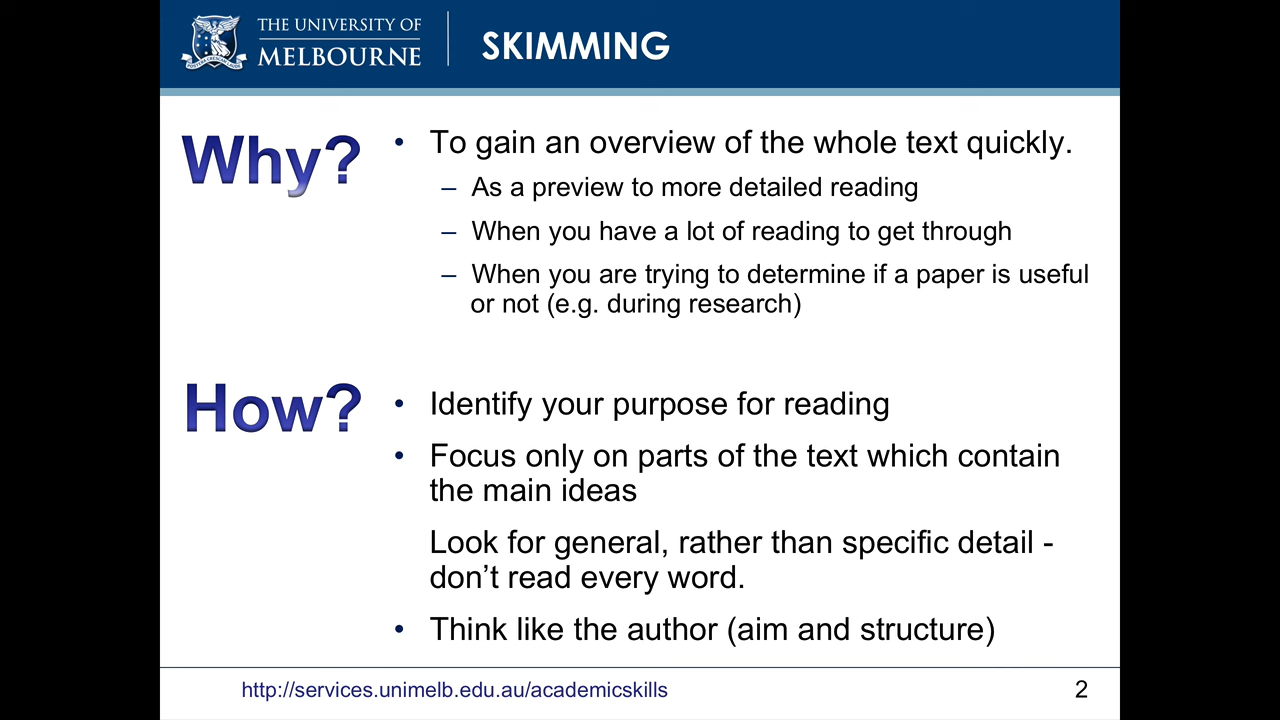 THE UNIVERSITY OF
MELBOURNE
SKIMMING
Why?
• To gain an overview of the whole text quickly.
– As a preview to more detailed reading
– When you have a lot of reading to get through
– When you are trying to determine if a paper is useful
or not (e.g. during research)
How?
• Identify your purpose for reading
• Focus only on parts of the text which contain
the main ideas
Look for general, rather than specific detail -
don’t read every word.
• Think like the author (aim and structure)
http://services.unimelb.edu.au/academicskills
2